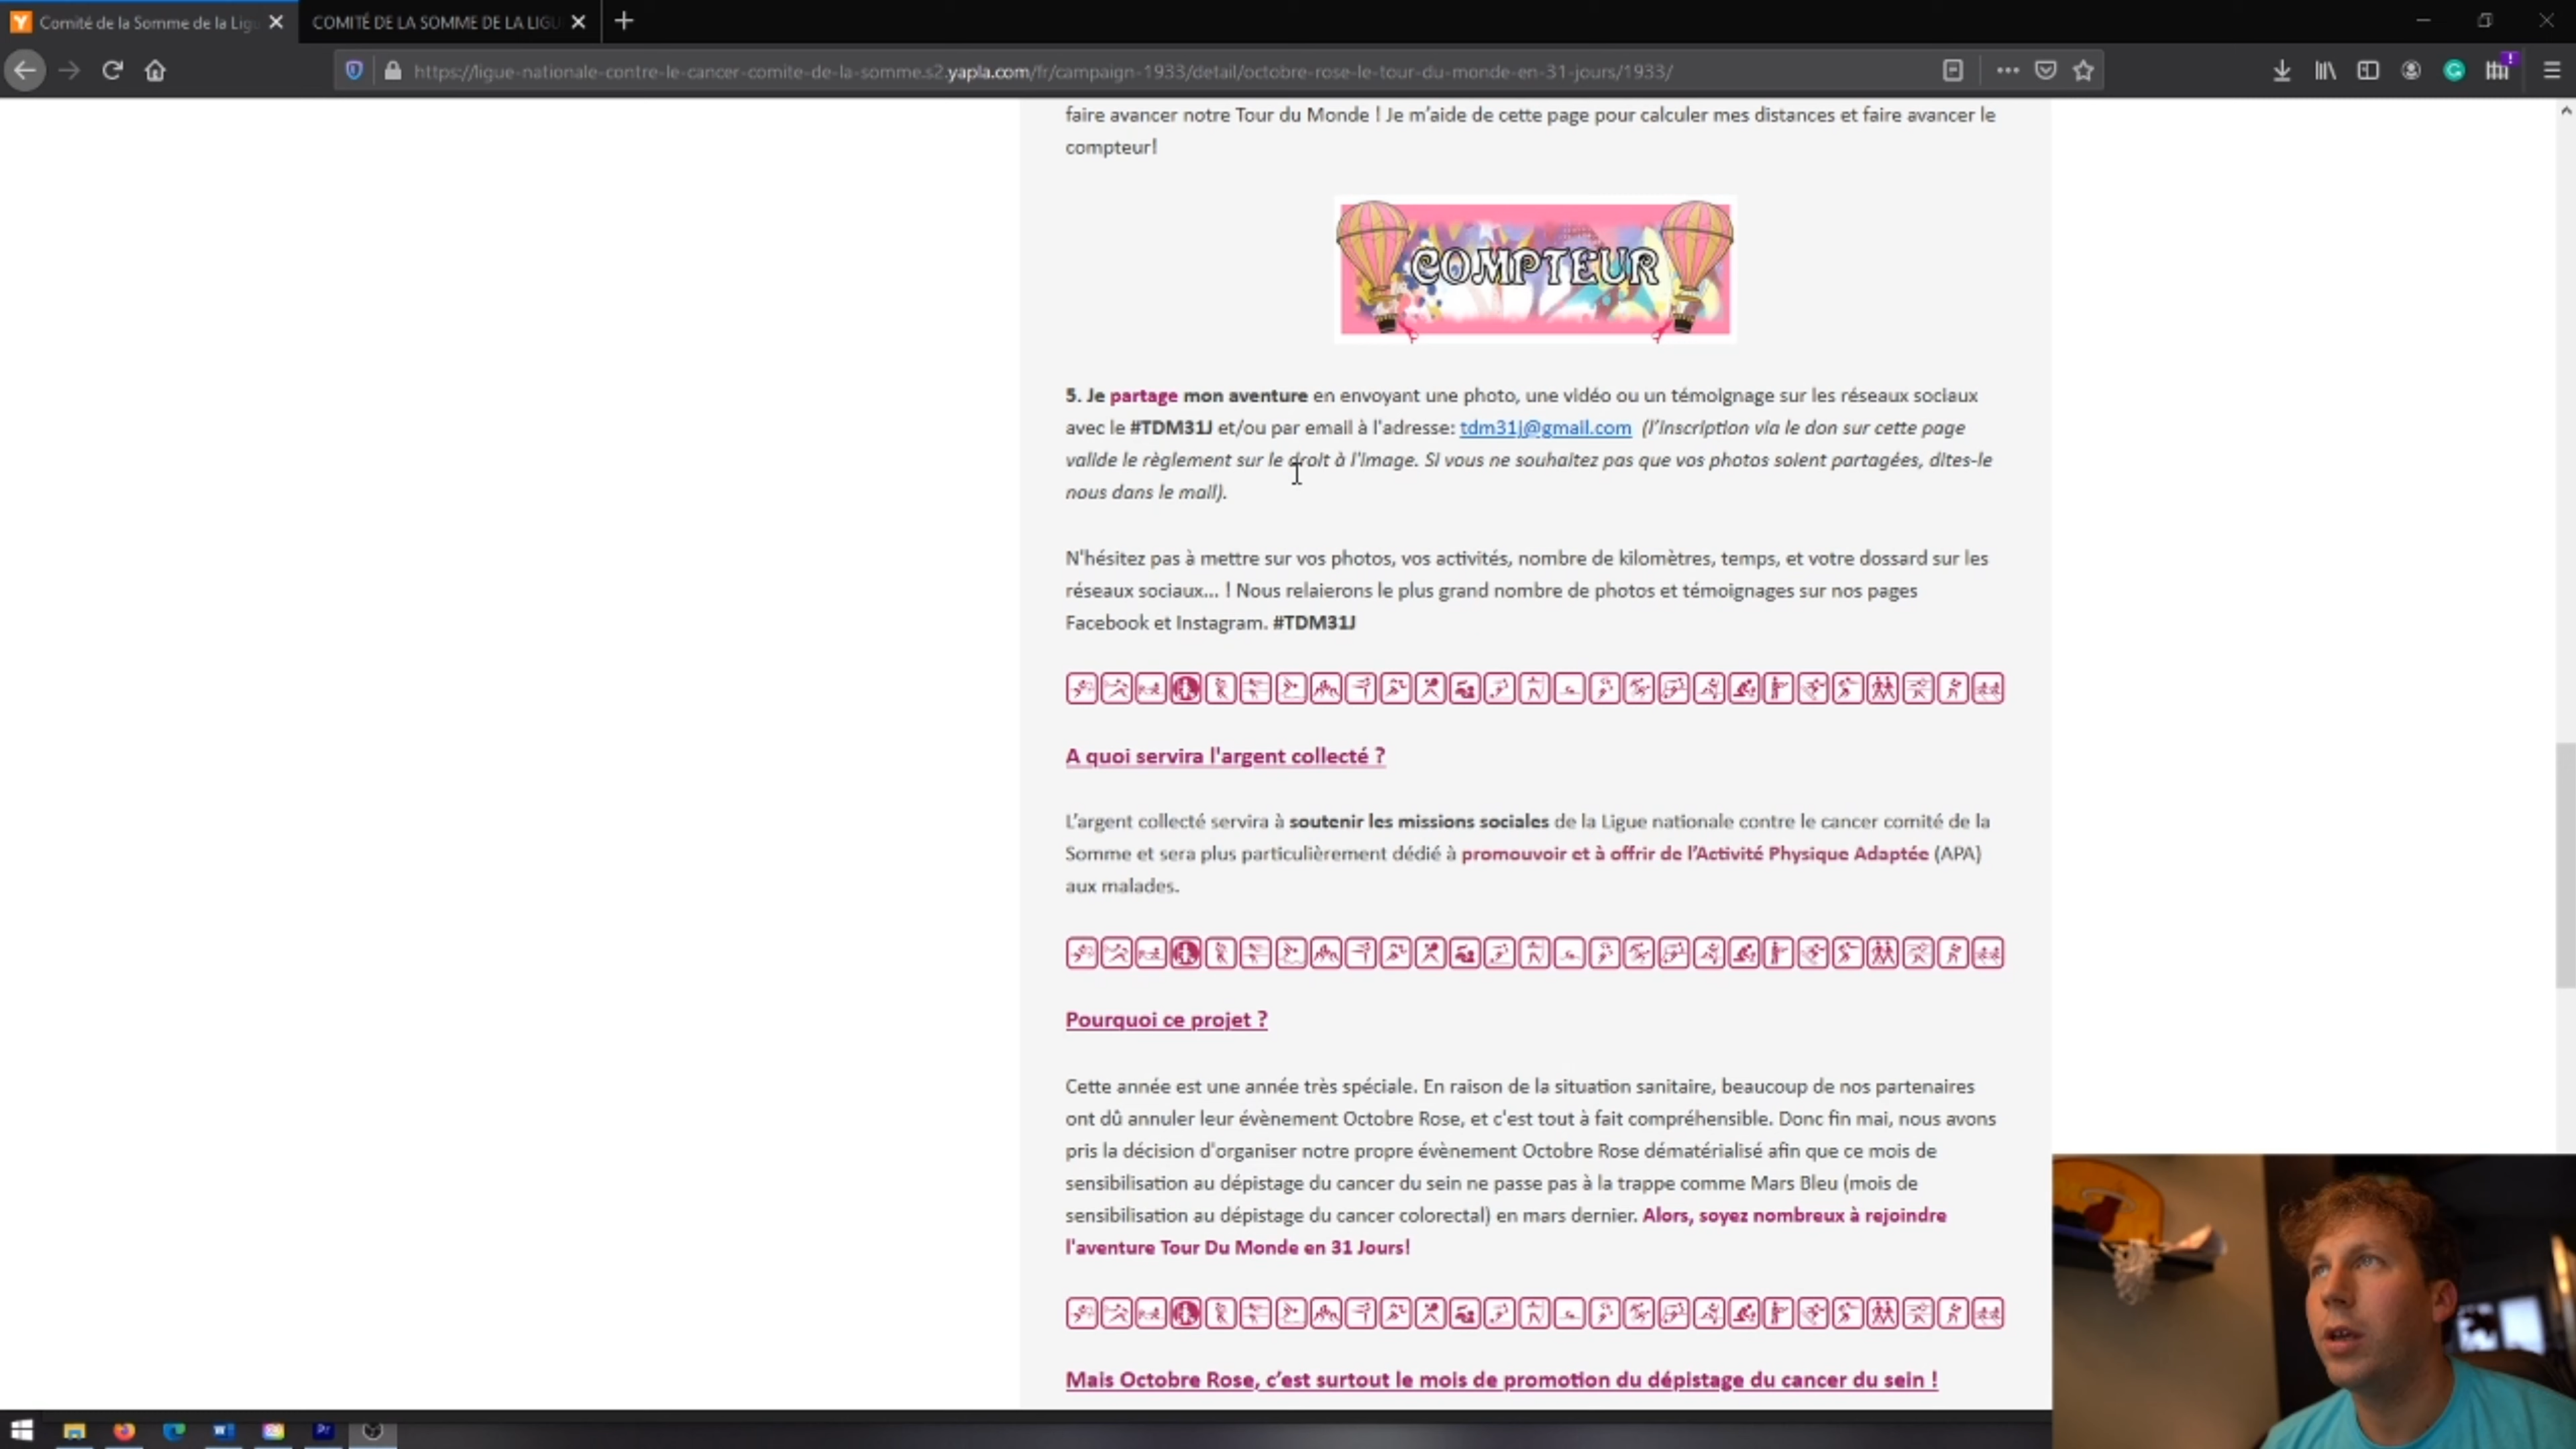 Comité de la Somme de la Ligu
COMITÉ DE LA SOMME DE LA LIGU
https://ligue-nationale-contre-le-cancer-comite-de-la-somme.s2.yapla.com/fr/campaign-1933/detail/octobre-rose-le-tour-du-monde-en-31-jours/1933/
faire avancer notre Tour du Monde ! Je m'aide de cette page pour calculer mes distances et faire avancer le
compteur!
COMPTEUR
5. Je partage mon aventure en envoyant une photo, une vidéo ou un témoignage sur les réseaux sociaux
avec le #TDM31J et/ou par email à l'adresse: tdm31j@gmail.com (l'inscription via le don sur cette page
valide le règlement sur le droit à l'image. Si vous ne souhaitez pas que vos photos soient partagées, dites-le
nous dans le mail).
N'hésitez pas à mettre sur vos photos, vos activités, nombre de kilomètres, temps, et votre dossard sur les
réseaux sociaux... ! Nous relaierons le plus grand nombre de photos et témoignages sur nos pages
Facebook et Instagram. #TDM31J
A quoi servira l'argent collecté ?
L'argent collecté servira à soutenir les missions sociales de la Ligue nationale contre le cancer comité de la
Somme et sera plus particulièrement dédié à promouvoir et à offrir de l'Activité Physique Adaptée (APA)
aux malades.
Pourquoi ce projet ?
Cette année est une année très spéciale. En raison de la situation sanitaire, beaucoup de nos partenaires
ont dû annuler leur évènement Octobre Rose, et c'est tout à fait compréhensible. Donc fin mai, nous avons
pris la décision d'organiser notre propre évènement Octobre Rose dématérialisé afin que ce mois de
sensibilisation au dépistage du cancer du sein ne passe pas à la trappe comme Mars Bleu (mois de
sensibilisation au dépistage du cancer colorectal) en mars dernier. Alors, soyez nombreux à rejoindre
l'aventure Tour Du Monde en 31 Jours!
Mais Octobre Rose, c'est surtout le mois de promotion du dépistage du cancer du sein !